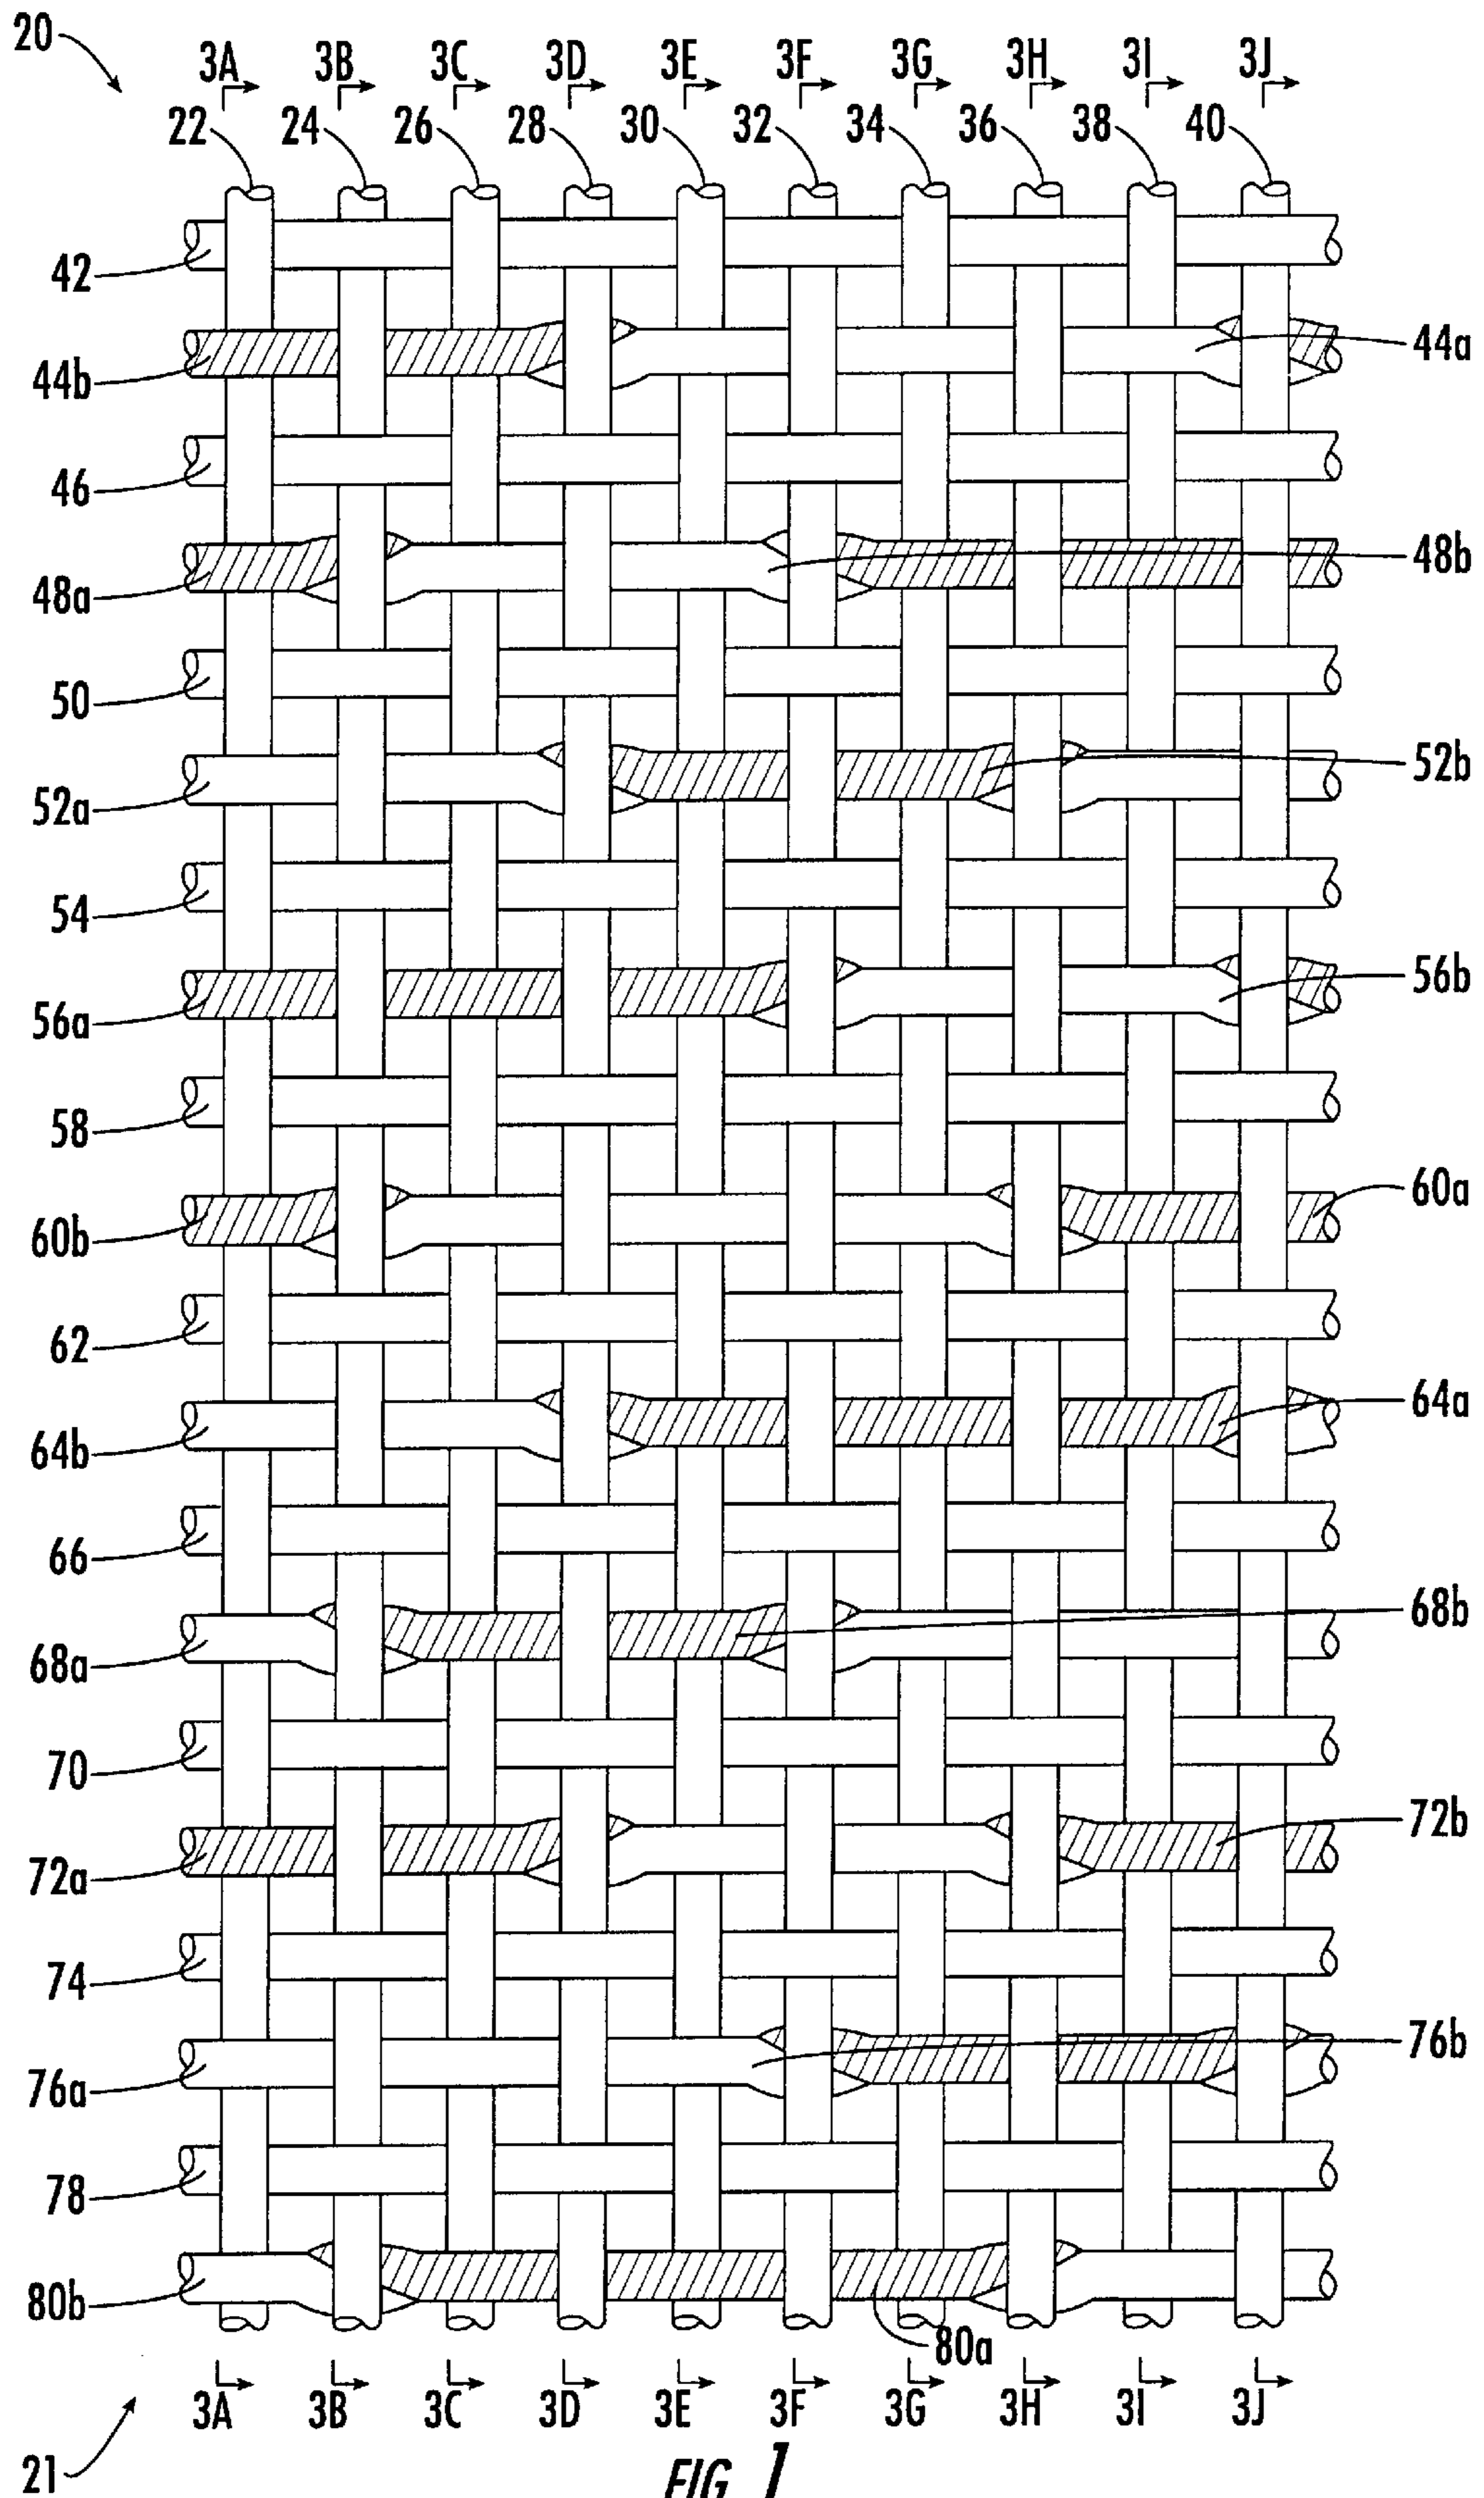 20
3A 3B 3C 3D 3E 3F 3G 3H 3I 3J
22 24 26 28 30 32 34 36 38 40
42
44b 44a
46
48a 48b
50
52a 52b
54
56a 56b
58
60b 60a
62
64b 64a
66
68a 68b
70
72a 72b
74
76a 76b
78
80b 80a
3A 3B 3C 3D 3E 3F 3G 3H 3I 3J
21
FIG 1